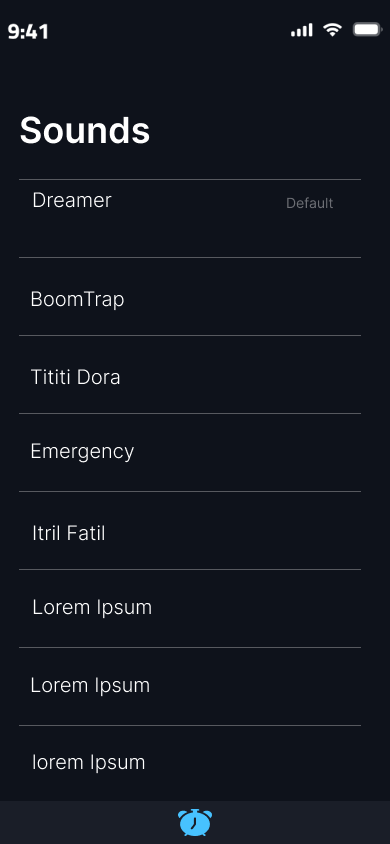 9:41
Sounds
Dreamer
Default
BoomTrap
Tititi Dora
Emergency
Itril Fatil
Lorem Ipsum
Lorem Ipsum
lorem Ipsum